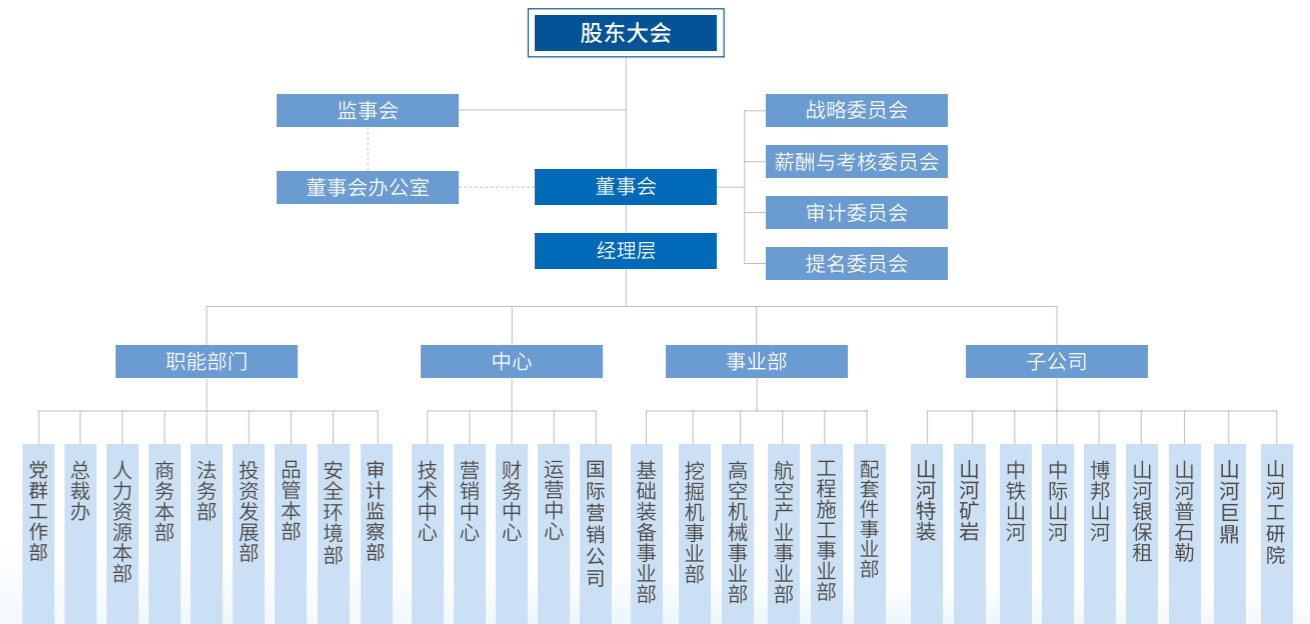 股东大会
监事会
战略委员会
薪酬与考核委员会
董事会办公室
董事会
审计委员会
经理层
提名委员会
职能部门
中心
事业部
子公司
党群工作部
总裁办
人力资源本部
商务本部
法务部
投资发展部
品管本部
安全环境部
审计监察部
技术中心
营销中心
财务中心
运营中心
国际营销公司
基础装备事业部
挖掘机事业部
高空机械事业部
航空产业事业部
工程施工事业部
配套件事业部
山河特装
山河矿岩
中铁山河
中际山河
博邦山河
山河银保租
山河普石勒
山河巨鼎
山河工研院